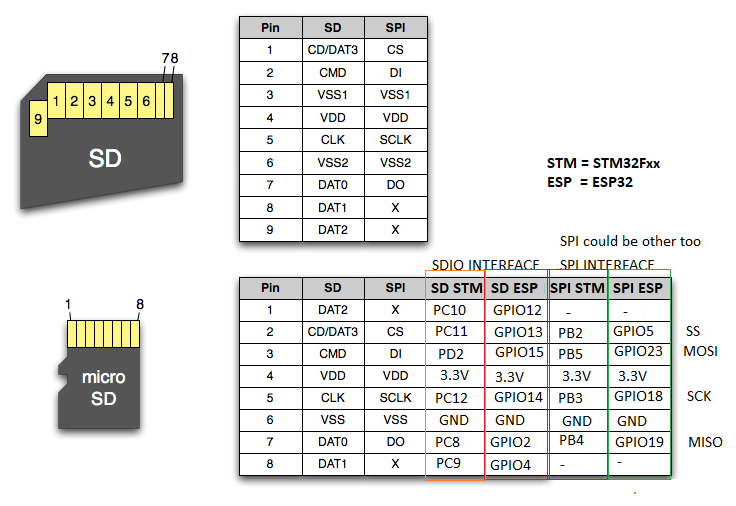 78
1 2 3 4 5 6
9
SD
Pin SD SPI
1 CD/DAT3 CS
2 CMD DI
3 VSS1 VSS1
4 VDD VDD
5 CLK SCLK
6 VSS2 VSS2
7 DAT0 DO
8 DAT1 X
9 DAT2 X
STM = STM32Fxx
ESP = ESP32
SPI could be other too
SDIO INTERFACE SPI INTERFACE
1 8
micro
SD
Pin SD SPI SD STM SD ESP SPI STM SPI ESP
1 DAT2 X PC10 GPIO12 - -
2 CD/DAT3 CS PC11 GPIO13 PB2 GPIO5 SS
3 CMD DI PD2 GPIO15 PB5 GPIO23 MOSI
4 VDD VDD 3.3V 3.3V 3.3V 3.3V
5 CLK SCLK PC12 GPIO14 PB3 GPIO18 SCK
6 VSS VSS GND GND GND GND
7 DAT0 DO PC8 GPIO2 PB4 GPIO19 MISO
8 DAT1 X PC9 GPIO4 - -